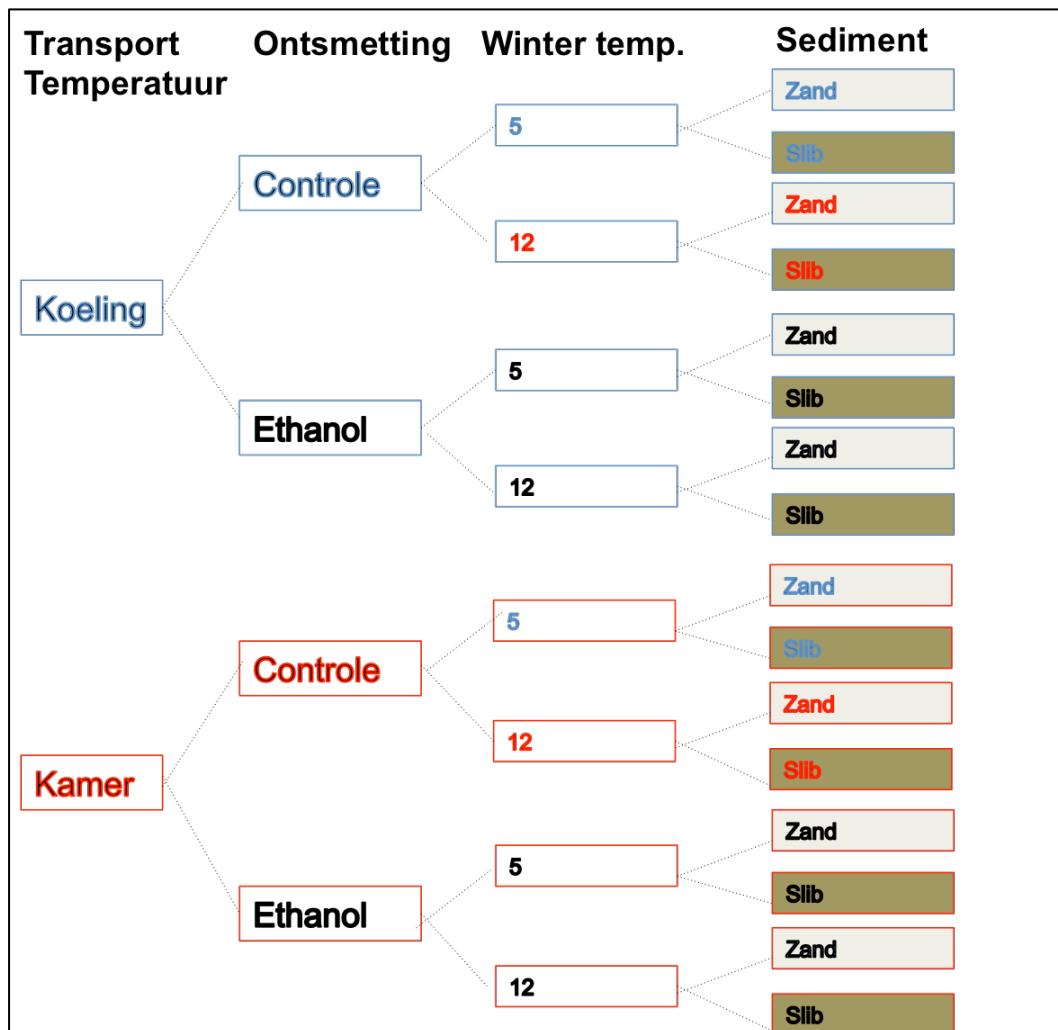 Transport
Temperatuur
Ontsmetting
Winter temp.
Sediment
Koeling
Controle
5
Zand
Slib
12
Zand
Slib
Ethanol
5
Zand
Slib
12
Zand
Slib
Kamer
Controle
5
Zand
Slib
12
Zand
Slib
Ethanol
5
Zand
Slib
12
Zand
Slib